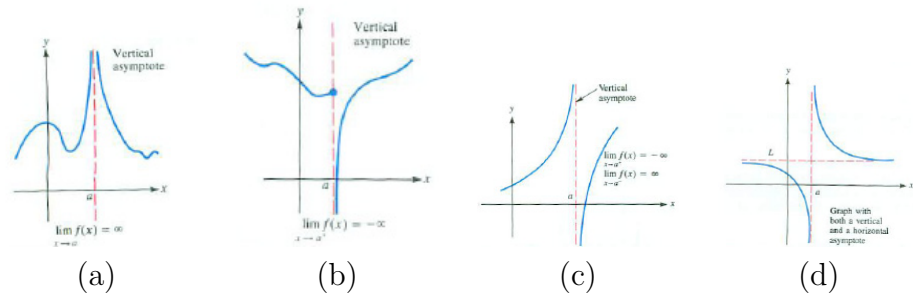 y
Vertical
asymptote
a
x
lim f(x) = ∞
x→a
(a)
y
Vertical
asymptote
a
x
lim f(x) = −∞
x→a⁺
(b)
y
Vertical
asymptote
lim f(x) = −∞
x→a⁺
lim f(x) = ∞
x→a⁻
a
x
(c)
y
L
a
x
Graph with
both a vertical
and a horizontal
asymptote
(d)